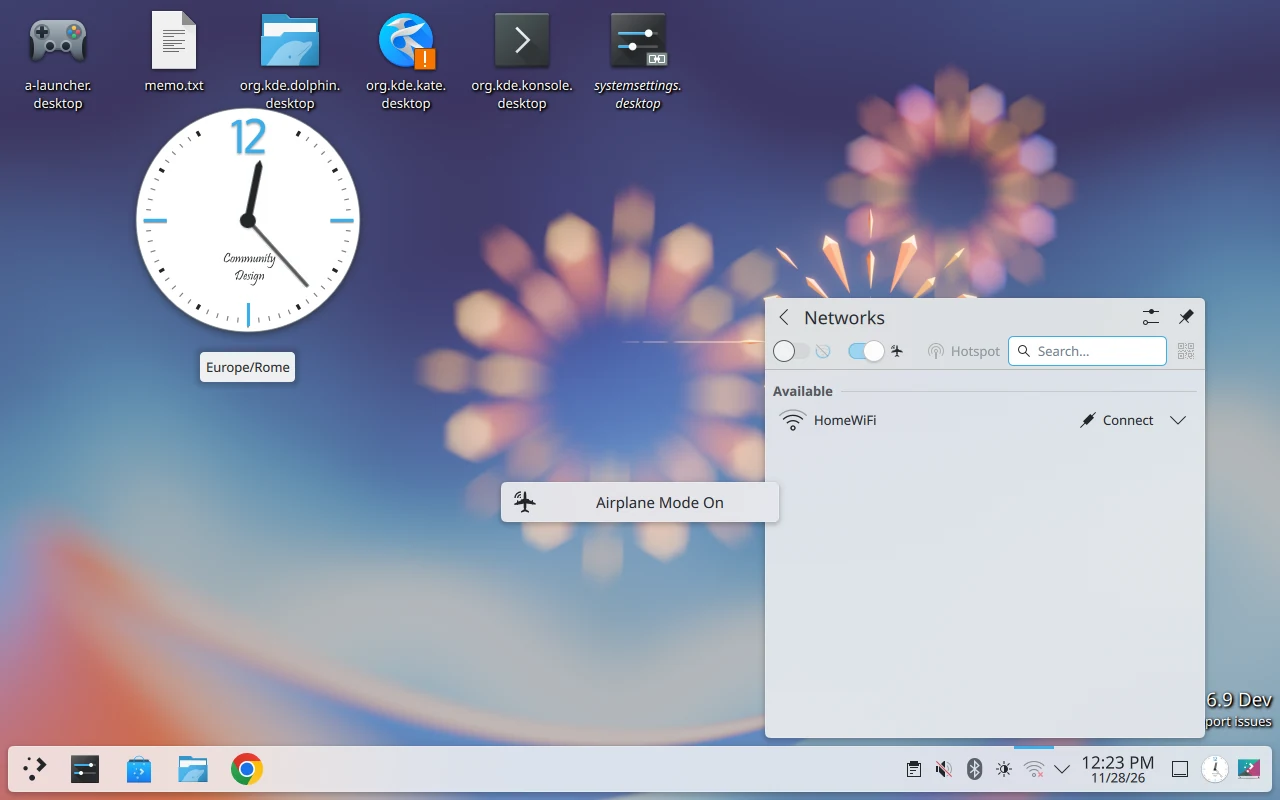 a-launcher.
desktop
memo.txt
org.kde.dolphin.
desktop
org.kde.kate.
desktop
org.kde.konsole.
desktop
systemsettings.
desktop
12
Community
Design
Europe/Rome
Networks
Hotspot
Search...
Available
HomeWiFi
Connect
Airplane Mode On
6.9 Dev
port issues
12:23 PM
11/28/26